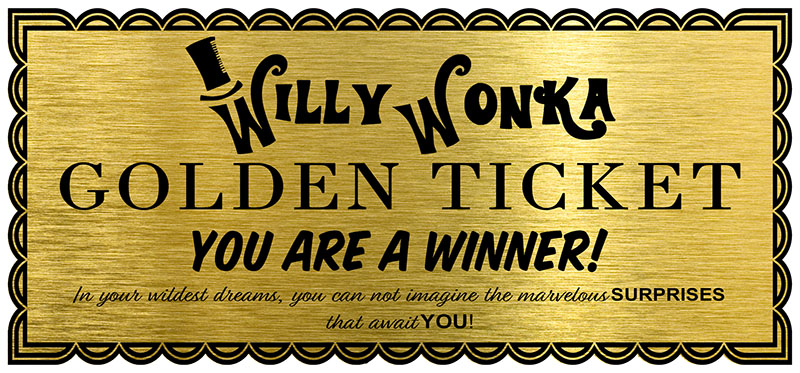 Willy Wonka
GOLDEN TICKET
YOU ARE A WINNER!
In your wildest dreams, you can not imagine the marvelous SURPRISES
that await YOU!